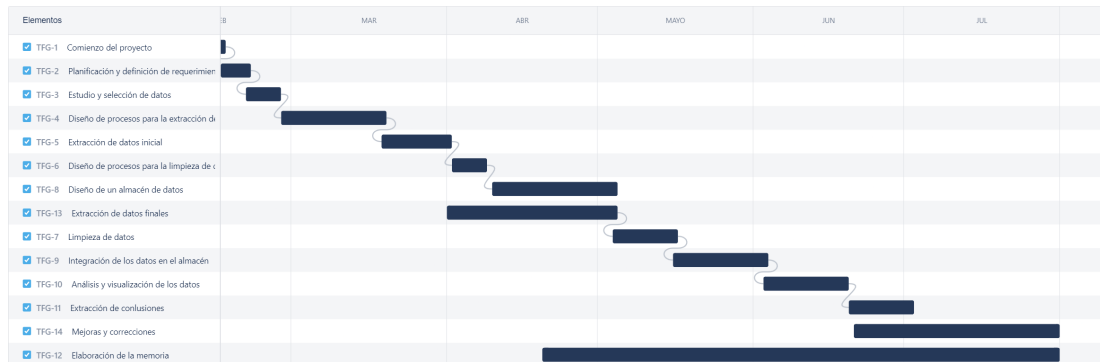 Elementos EB MAR ABR MAYO JUN JUL
TFG-1 Comienzo del proyecto
TFG-2 Planificación y definición de requerimien
TFG-3 Estudio y selección de datos
TFG-4 Diseño de procesos para la extracción de
TFG-5 Extracción de datos inicial
TFG-6 Diseño de procesos para la limpieza de
TFG-8 Diseño de un almacén de datos
TFG-13 Extracción de datos finales
TFG-7 Limpieza de datos
TFG-9 Integración de los datos en el almacén
TFG-10 Análisis y visualización de los datos
TFG-11 Extracción de conlusiones
TFG-14 Mejoras y correcciones
TFG-12 Elaboración de la memoria